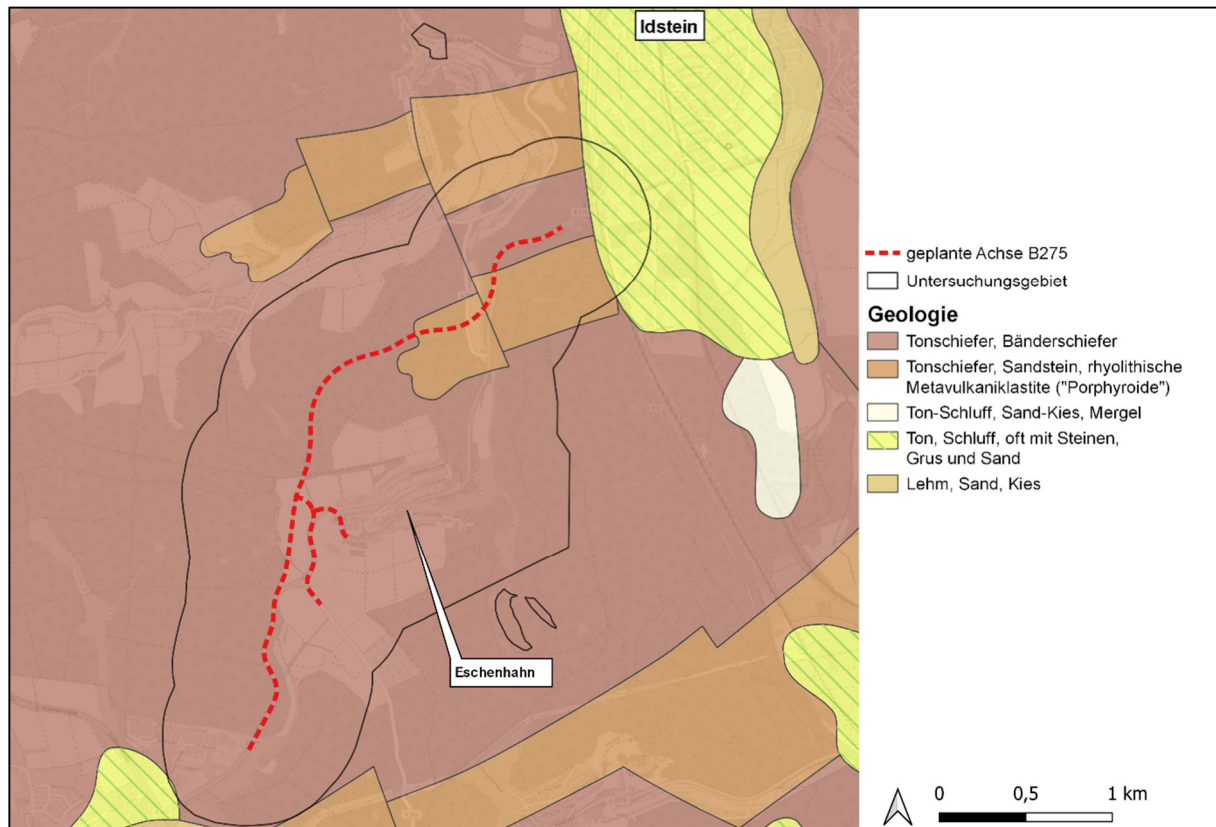 Idstein
Eschenhahn
geplante Achse B275
Untersuchungsgebiet
Geologie
Tonschiefer, Bänderschiefer
Tonschiefer, Sandstein, rhyolithische
Metavulkaniklastite ("Porphyroide")
Ton-Schluff, Sand-Kies, Mergel
Ton, Schluff, oft mit Steinen,
Grus und Sand
Lehm, Sand, Kies
0 0,5 1 km